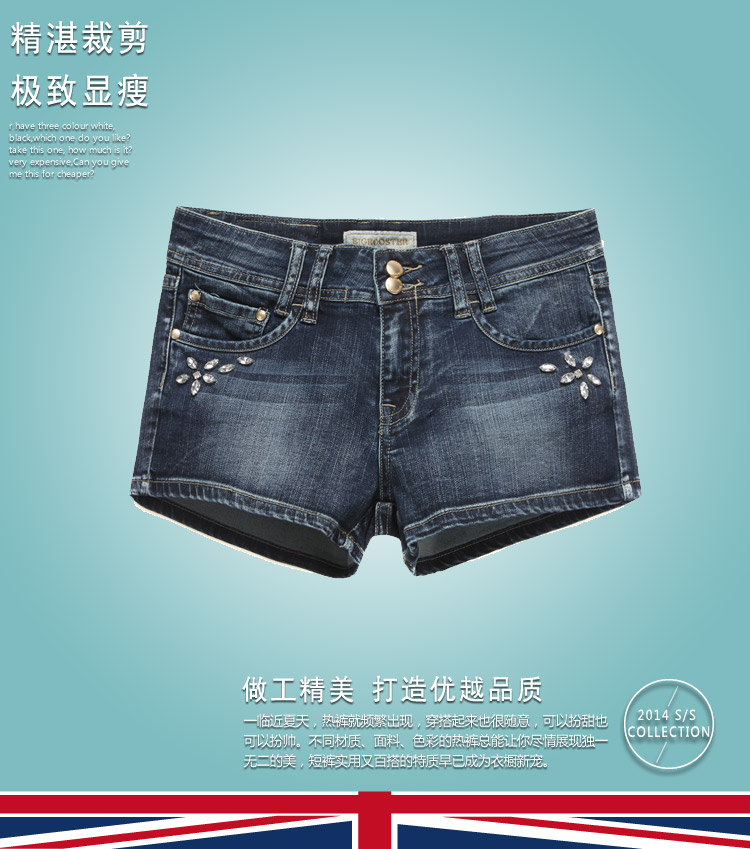 精湛裁剪
极致显瘦
r have three colour white,
black,which one do you like?
take this one, how much is it?
very expensive,Can you give
me this for cheaper?
做工精美 打造优越品质
一临近夏天，热裤就频繁出现，穿搭起来也很随意，可以扮甜也
可以扮帅。不同材质、面料、色彩的热裤总能让你尽情展现独一
无二的美，短裤实用又百搭的特质早已成为衣橱新宠。
2014 S/S
COLLECTION